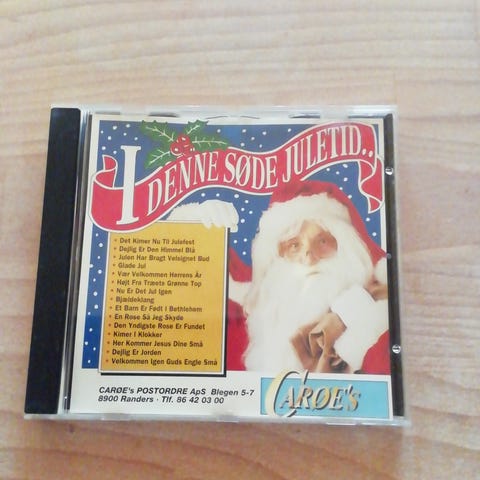 I DENNE SØDE JULETID..
• Det Kimer Nu Til Julefest
• Dejlig Er Den Himmel Blå
• Julen Har Bragt Velsignet Bud
• Glade Jul
• Vær Velkommen Herrens År
• Højt Fra Træets Grønne Top
• Nu Er Det Jul Igen
• Bjældeklang
• Et Barn Er Født I Bethlehem
• En Rose Så Jeg Skyde
• Den Yndigste Rose Er Fundet
• Kimer I Klokker
• Her Kommer Jesus Dine Små
• Dejlig Er Jorden
• Velkommen Igen Guds Engle Små
CARØE's POSTORDRE ApS Blegen 5-7
8900 Randers · Tlf. 86 42 03 00
CARØE's